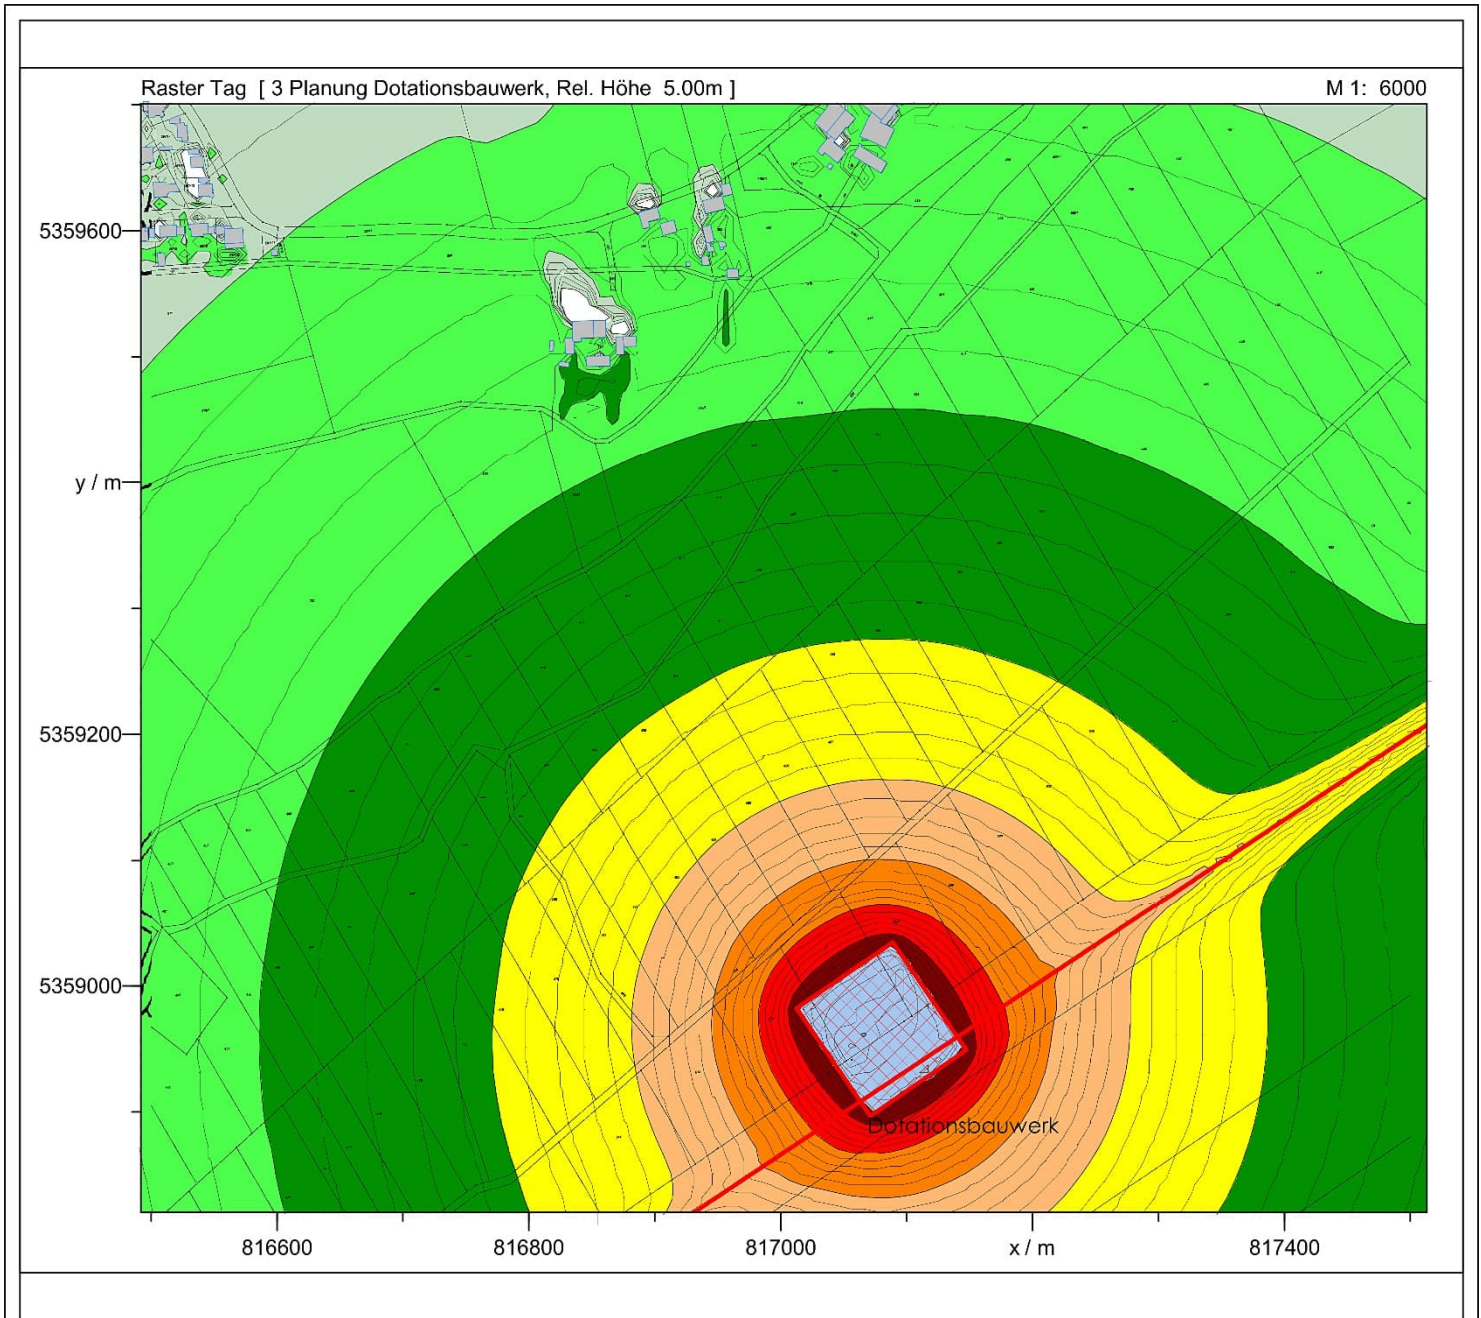 Raster Tag [ 3 Planung Dotationsbauwerk, Rel. Höhe 5.00m ]
M 1: 6000
5359600
y / m
5359200
5359000
Dotationsbauwerk
816600
816800
817000
x / m
817400